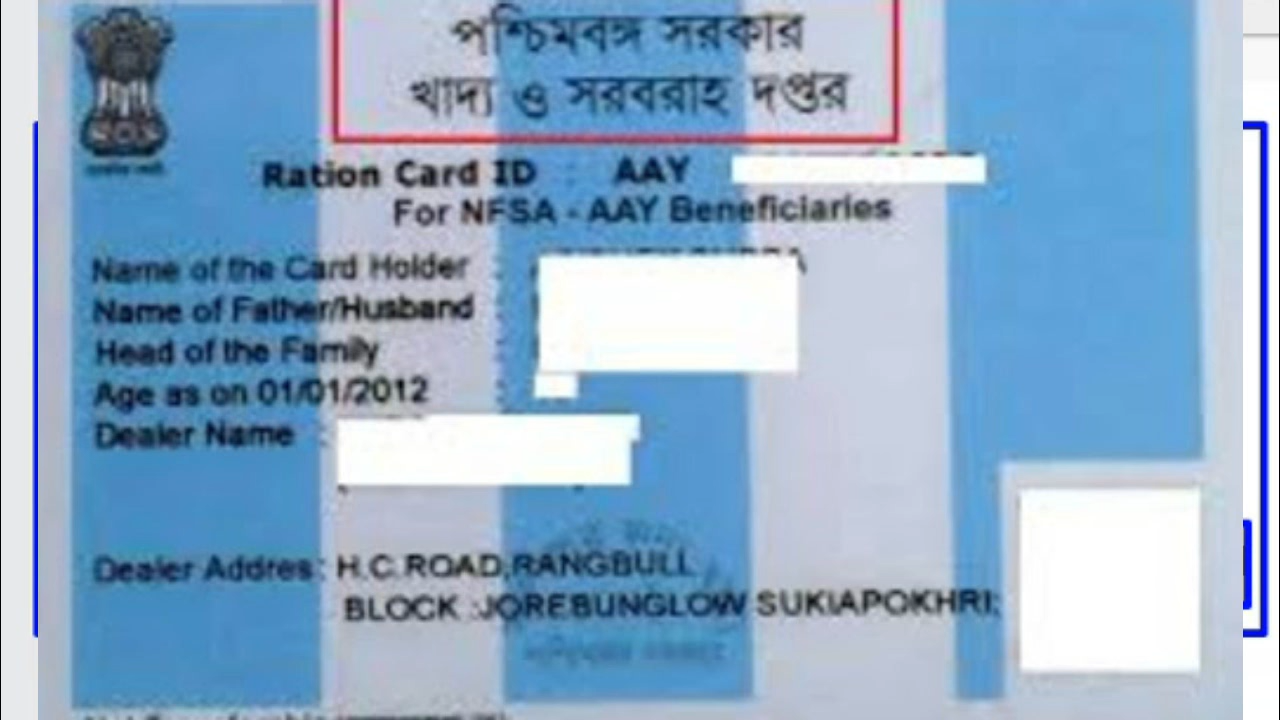 পশ্চিমবঙ্গ সরকার
খাদ্য ও সরবরাহ দপ্তর
Ration Card ID : AAY
For NFSA - AAY Beneficiaries
Name of the Card Holder :
Name of Father/Husband :
Head of the Family :
Age as on 01/01/2012 :
Dealer Name :
Dealer Addres: H.C.ROAD,RANGBULL
BLOCK :JOREBUNGLOW SUKIAPOKHRI;